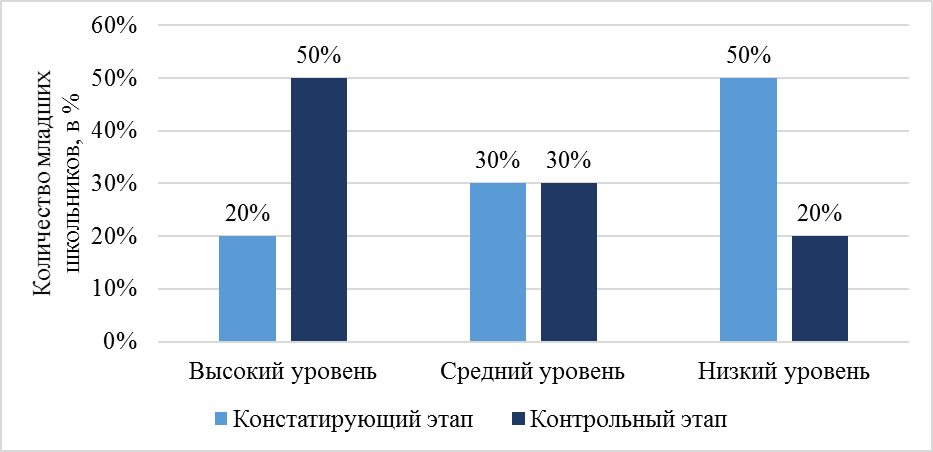 Количество младших
школьников, в %
60%
50%
40%
30%
20%
10%
0%
20%
50%
30%
30%
50%
20%
Высокий уровень
Средний уровень
Низкий уровень
Констатирующий этап
Контрольный этап